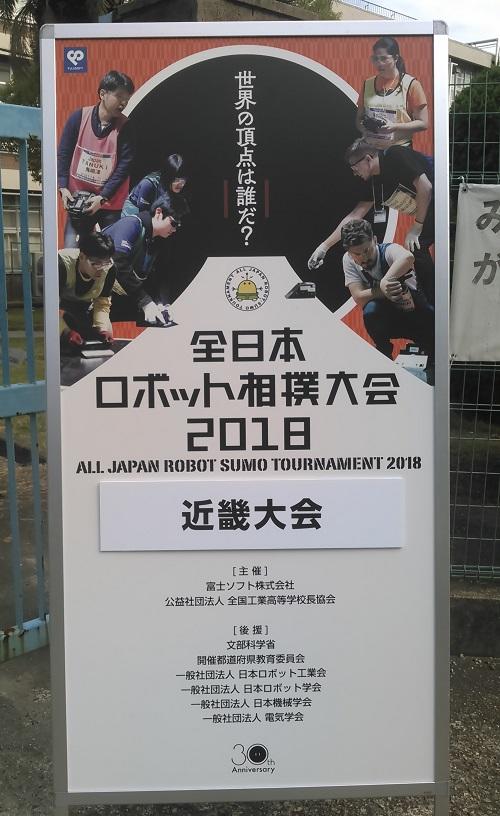 世界の頂点は誰だ?
全日本
ロボット相撲大会
2018
ALL JAPAN ROBOT SUMO TOURNAMENT 2018
近畿大会
[ 主 催 ]
富士ソフト株式会社
公益社団法人 全国工業高等学校長協会
[ 後 援 ]
文部科学省
開催都道府県教育委員会
一般社団法人 日本ロボット工業会
一般社団法人 日本ロボット学会
一般社団法人 日本機械学会
一般社団法人 電気学会
30th
Anniversary
み
が